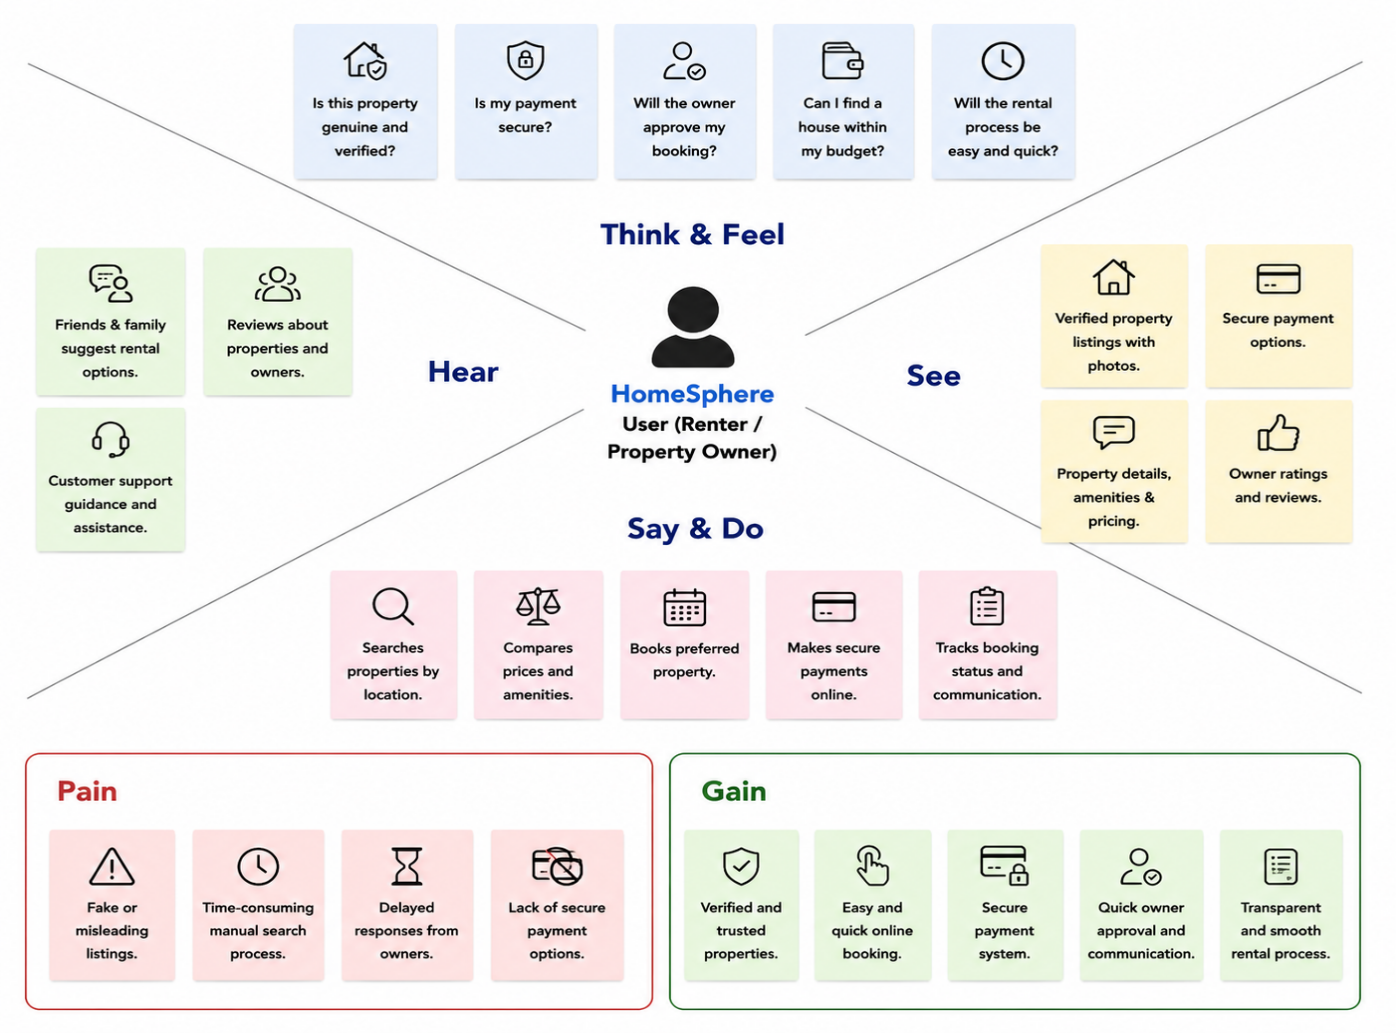 Is this property
genuine and
verified?
Is my payment
secure?
Will the owner
approve my
booking?
Can I find a
house within
my budget?
Will the rental
process be
easy and quick?
Think & Feel
Friends & family
suggest rental
options.
Reviews about
properties and
owners.
Customer support
guidance and
assistance.
Hear
HomeSphere
User (Renter /
Property Owner)
See
Verified property
listings with
photos.
Secure payment
options.
Property details,
amenities &
pricing.
Owner ratings
and reviews.
Say & Do
Searches
properties by
location.
Compares
prices and
amenities.
Books preferred
property.
Makes secure
payments
online.
Tracks booking
status and
communication.
Pain
Fake or
misleading
listings.
Time-consuming
manual search
process.
Delayed
responses from
owners.
Lack of secure
payment
options.
Gain
Verified and
trusted
properties.
Easy and
quick online
booking.
Secure
payment
system.
Quick owner
approval and
communication.
Transparent
and smooth
rental process.